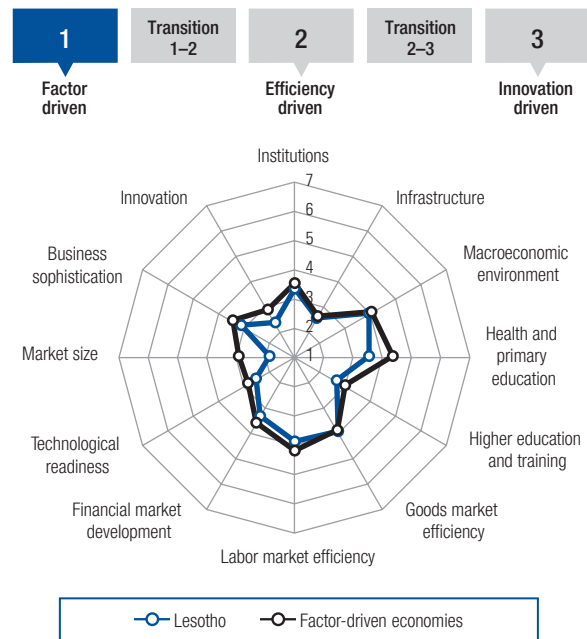 1
Transition
1–2
2
Transition
2–3
3
Factor
driven
Efficiency
driven
Innovation
driven
Institutions
Infrastructure
Macroeconomic
environment
Health and
primary
education
Higher education
and training
Goods market
efficiency
Labor market efficiency
Financial market
development
Technological
readiness
Market size
Business
sophistication
Innovation
7
6
5
4
3
2
1
Lesotho
Factor-driven economies